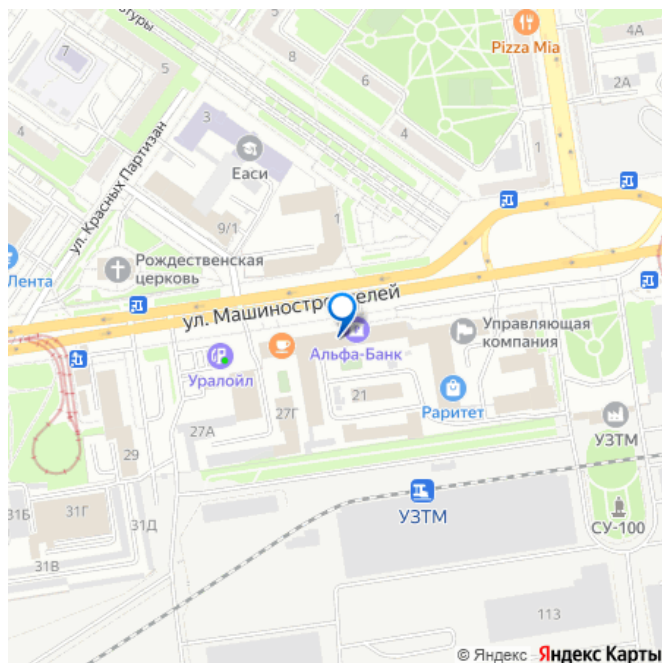 туры
7
5
8
6
4А
Pizza Mia
2А
4
3
4
1
ул. Красных Партизан
Еаси
9/1
1
Рождественская
церковь
Лента
ул. Машиностроителей
Альфа-Банк
Управляющая
компания
Уралойл
21
Раритет
27Г
27А
УЗТМ
29
УЗТМ
31Б
31Г
31Д
СУ-100
31В
113
© Яндекс Яндекс Карты